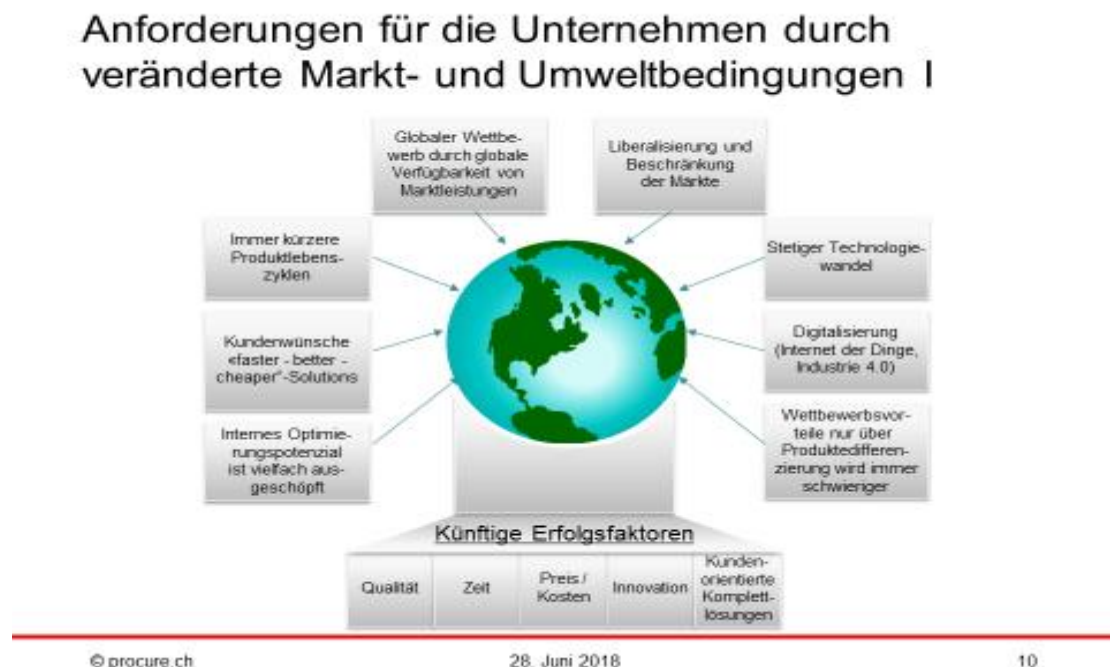 Anforderungen für die Unternehmen durch
veränderte Markt- und Umweltbedingungen I
Globaler Wettbe-
werb durch globale
Verfügbarkeit von
Marktleistungen
Liberalisierung und
Beschränkung
der Märkte
Immer kürzere
Produktlebens-
zyklen
Stetiger Technologie-
wandel
Kundenwünsche
«faster - better -
cheaper"-Solutions
Digitalisierung
(Internet der Dinge,
Industrie 4.0)
Internes Optimie-
rungspotenzial
ist vielfach aus-
geschöpft
Wettbewerbsvor-
teile nur über
Produktedifferen-
zierung wird immer
schwieriger
Künftige Erfolgsfaktoren
Qualität
Zeit
Preis /
Kosten
Innovation
Kunden-
orientierte
Komplett-
lösungen
© procure.ch
28. Juni 2018
10